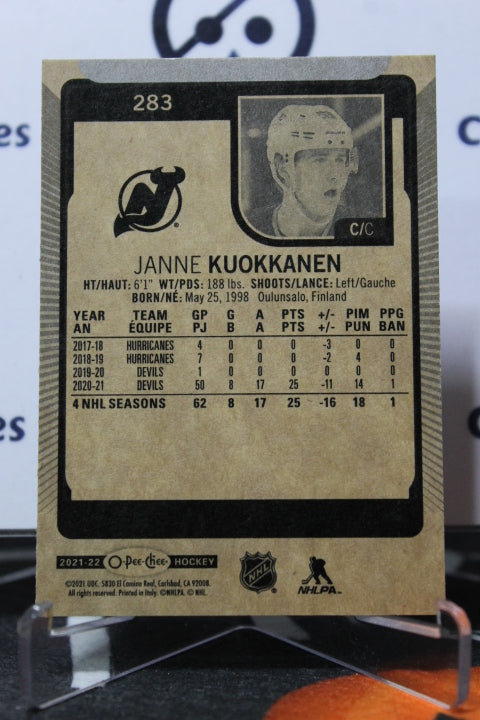 283
C/C
JANNE KUOKKANEN
HT/HAUT: 6'1" WT/PDS: 188 lbs. SHOOTS/LANCE: Left/Gauche
BORN/NÉ: May 25, 1998 Oulunsalo, Finland
YEAR TEAM GP G A PTS +/- PIM PPG
AN ÉQUIPE PJ B A PTS +/- PUN BAN
2017-18 HURRICANES 4 0 0 0 -3 0 0
2018-19 HURRICANES 7 0 0 0 -2 4 0
2019-20 DEVILS 1 0 0 0 0 0 0
2020-21 DEVILS 50 8 17 25 -11 14 1
4 NHL SEASONS 62 8 17 25 -16 18 1
2021-22 O-Pee-Chee HOCKEY
NHL
NHLPA
©2021 UDC. 5830 El Camino Real, Carlsbad, CA 92008.
All rights reserved. Printed in Italy. ©NHLPA. © NHL.